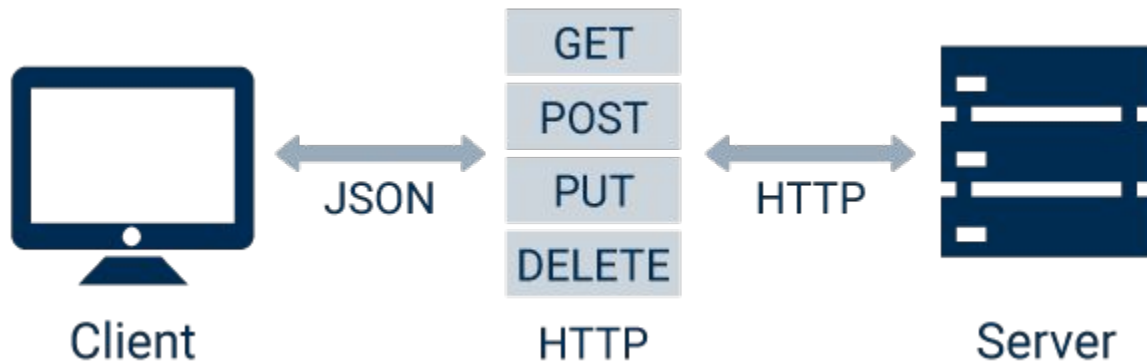 GET
POST
PUT
DELETE
JSON
HTTP
Client
HTTP
Server